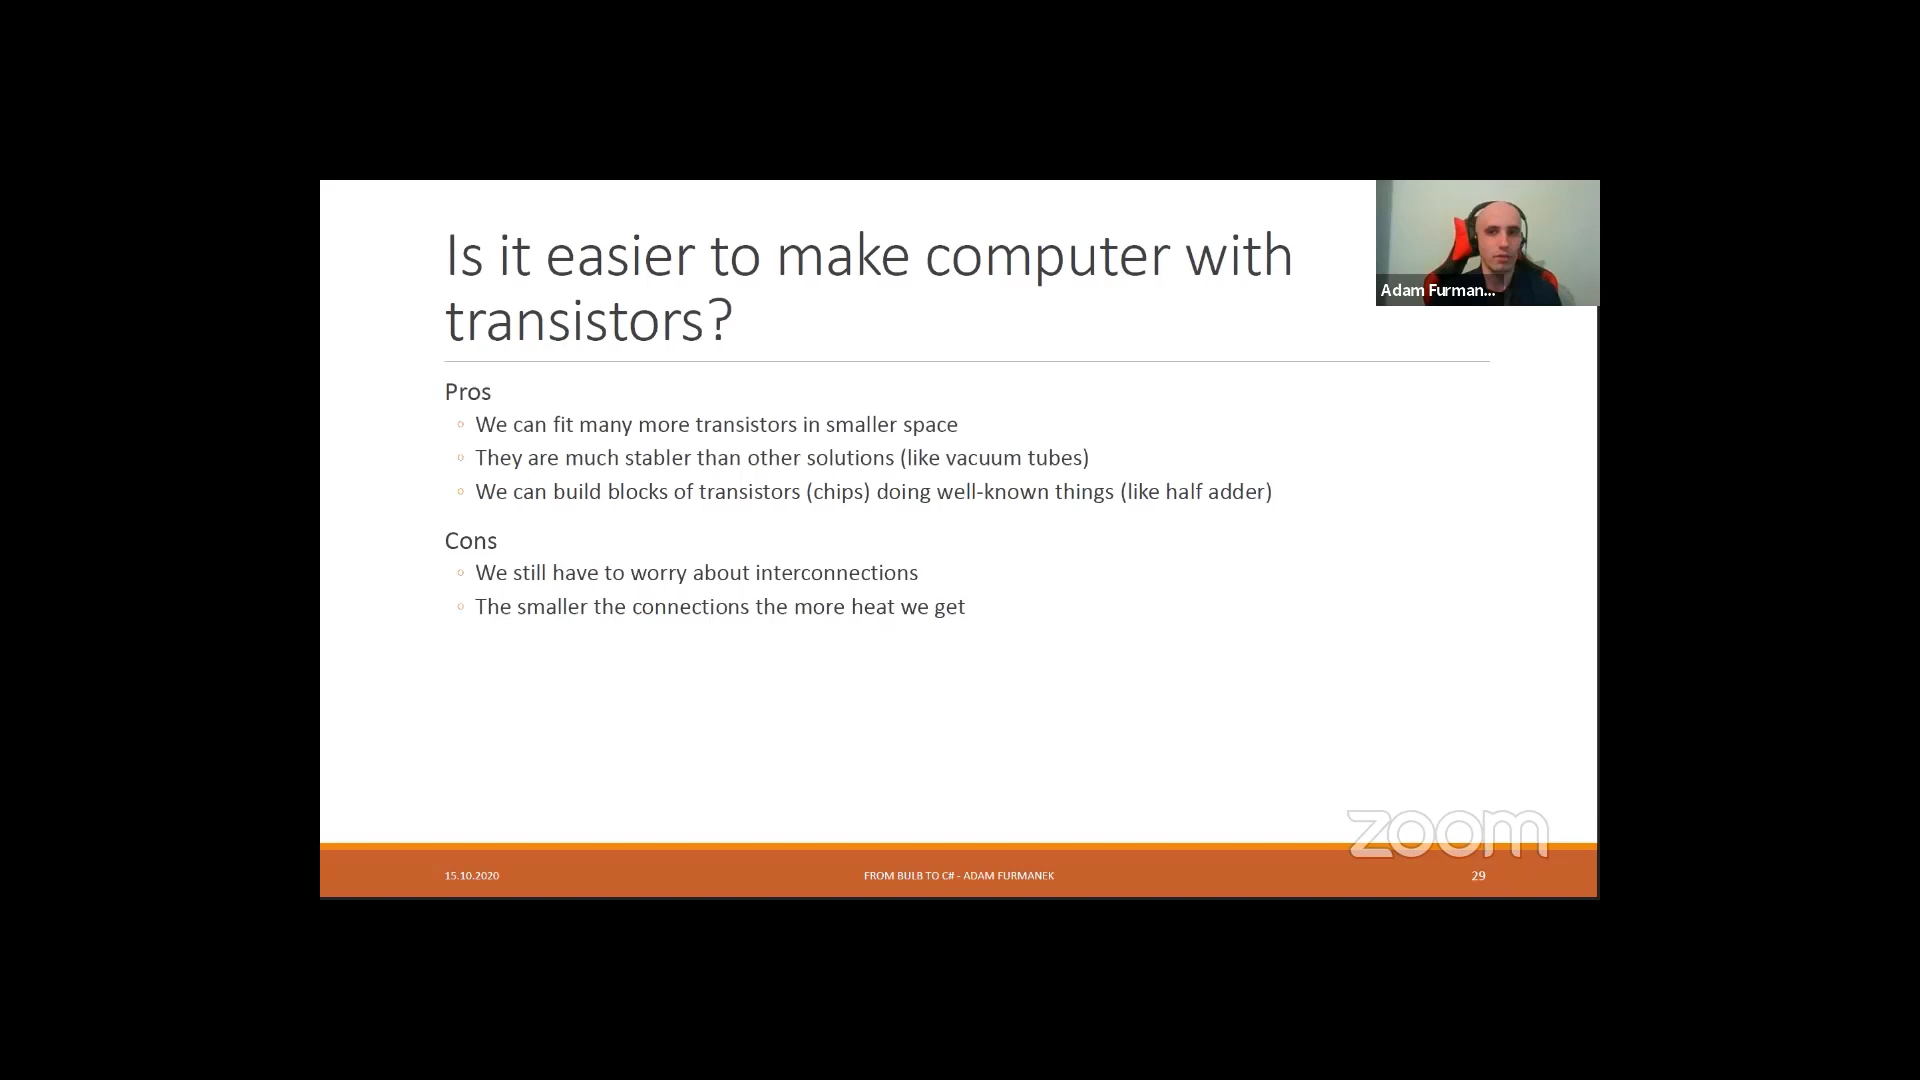 Is it easier to make computer with
transistors?
Adam Furman...
Pros
We can fit many more transistors in smaller space
They are much stabler than other solutions (like vacuum tubes)
We can build blocks of transistors (chips) doing well-known things (like half adder)
Cons
We still have to worry about interconnections
The smaller the connections the more heat we get
zoom
15.10.2020
FROM BULB TO C# - ADAM FURMANEK
29